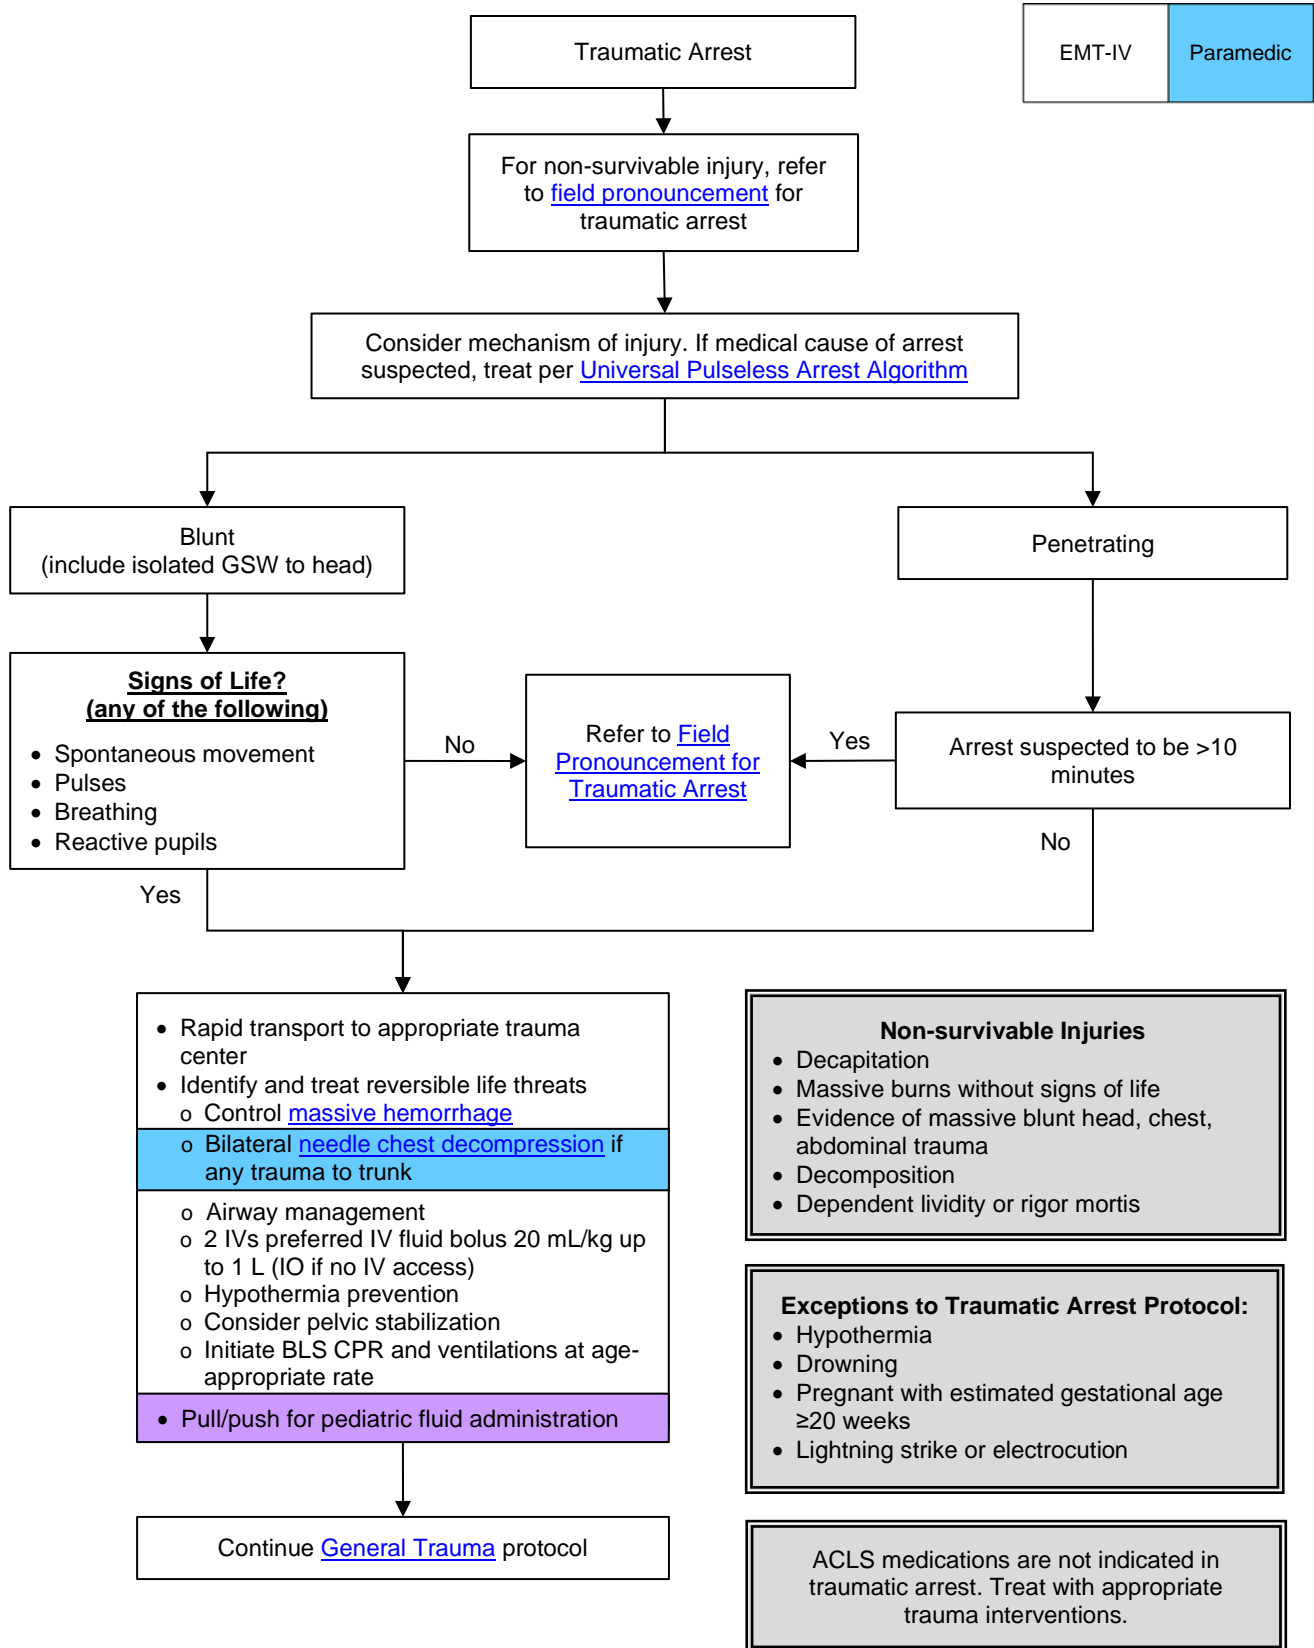 Traumatic Arrest
EMT-IV
Paramedic
For non-survivable injury, refer
to field pronouncement for
traumatic arrest
Consider mechanism of injury. If medical cause of arrest
suspected, treat per Universal Pulseless Arrest Algorithm
Blunt
(include isolated GSW to head)
Penetrating
Signs of Life?
(any of the following)
• Spontaneous movement
• Pulses
• Breathing
• Reactive pupils
No
Refer to Field
Pronouncement for
Traumatic Arrest
Yes
Arrest suspected to be >10
minutes
Yes
No
• Rapid transport to appropriate trauma
center
• Identify and treat reversible life threats
o Control massive hemorrhage
o Bilateral needle chest decompression if
any trauma to trunk
o Airway management
o 2 IVs preferred IV fluid bolus 20 mL/kg up
to 1 L (IO if no IV access)
o Hypothermia prevention
o Consider pelvic stabilization
o Initiate BLS CPR and ventilations at age-
appropriate rate
• Pull/push for pediatric fluid administration
Continue General Trauma protocol
Non-survivable Injuries
• Decapitation
• Massive burns without signs of life
• Evidence of massive blunt head, chest,
abdominal trauma
• Decomposition
• Dependent lividity or rigor mortis
Exceptions to Traumatic Arrest Protocol:
• Hypothermia
• Drowning
• Pregnant with estimated gestational age
≥20 weeks
• Lightning strike or electrocution
ACLS medications are not indicated in
traumatic arrest. Treat with appropriate
trauma interventions.